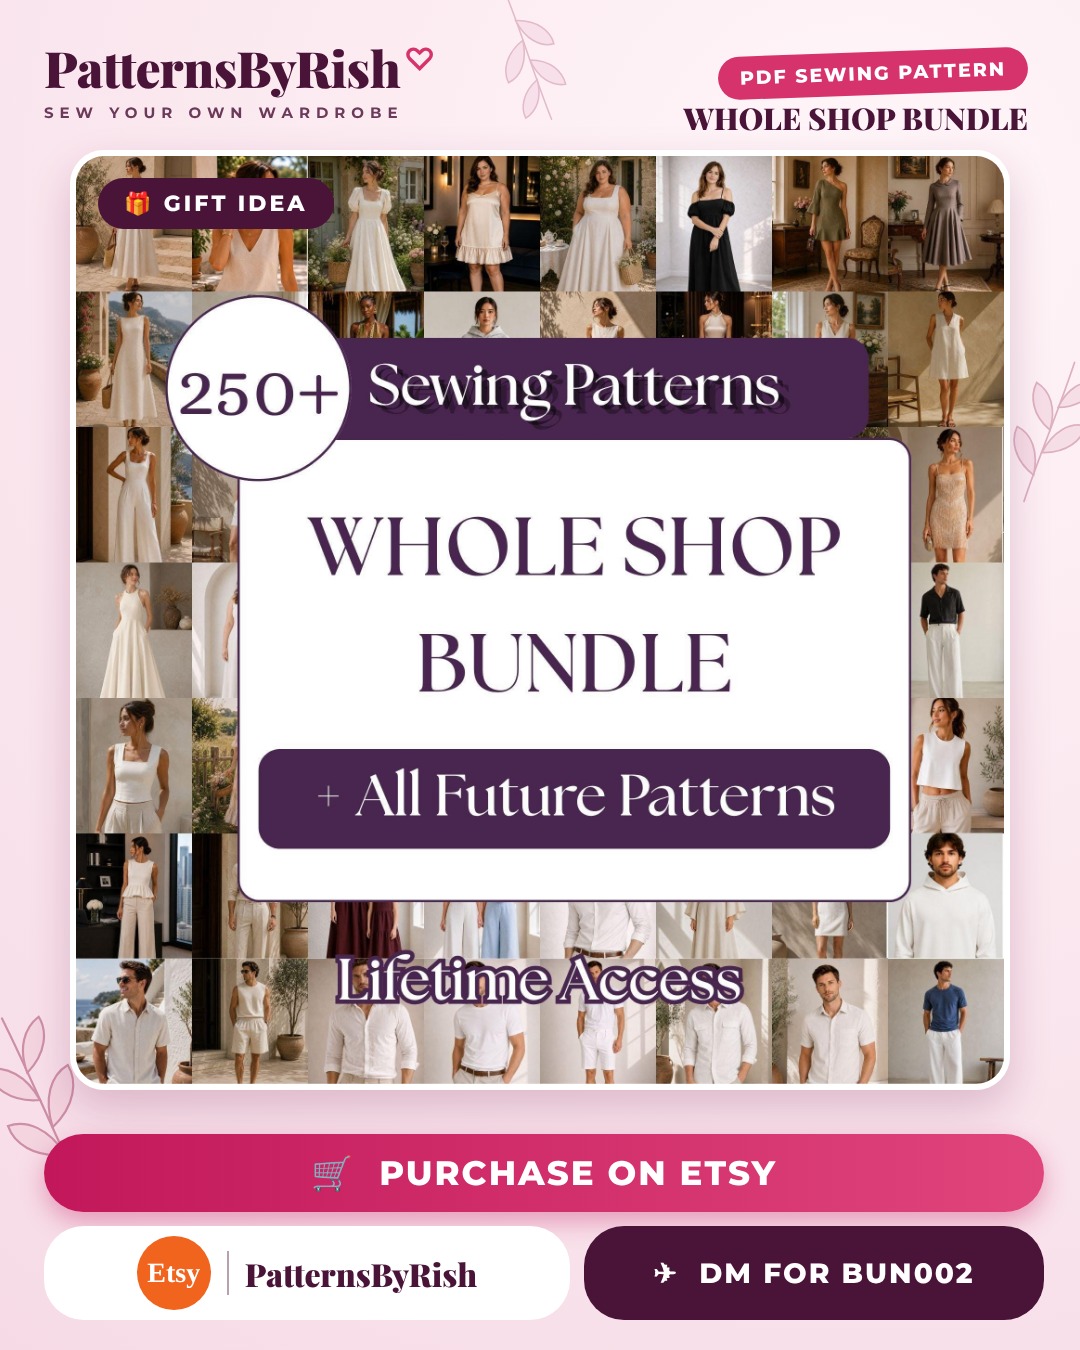 PatternsByRish
SEW YOUR OWN WARDROBE
PDF SEWING PATTERN
WHOLE SHOP BUNDLE
🎁 GIFT IDEA
250+
Sewing Patterns
WHOLE SHOP
BUNDLE
+ All Future Patterns
Lifetime Access
🛒 PURCHASE ON ETSY
Etsy
PatternsByRish
✈ DM FOR BUN002